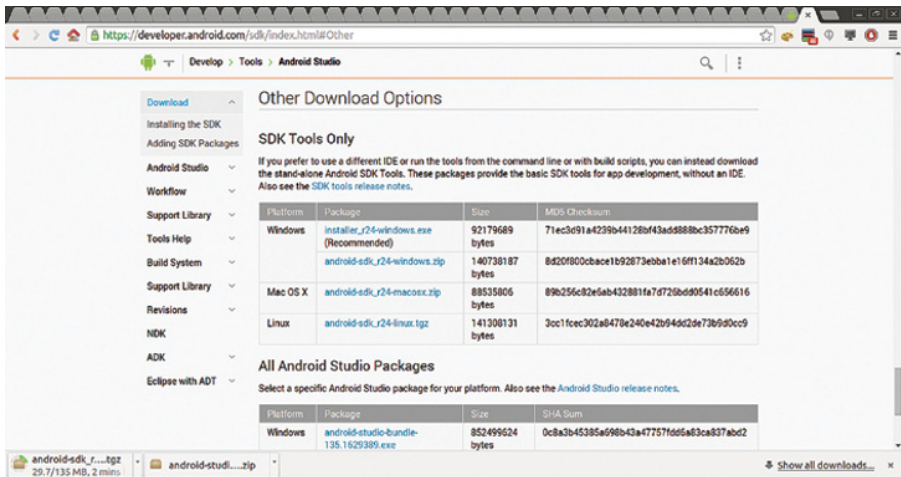 https://developer.android.com/sdk/index.html#Other
Develop > Tools > Android Studio
Download
Installing the SDK
Adding SDK Packages
Android Studio
Workflow
Support Library
Tools Help
Build System
Support Library
Revisions
NDK
ADK
Eclipse with ADT
Other Download Options
SDK Tools Only
If you prefer to use a different IDE or run the tools from the command line or with build scripts, you can instead download
the stand-alone Android SDK Tools. These packages provide the basic SDK tools for app development, without an IDE.
Also see the SDK tools release notes.
Platform Package Size MD5 Checksum
Windows installer_r24-windows.exe 92179689
(Recommended) bytes
android-sdk_r24-windows.zip 140738187
bytes
Mac OS X android-sdk_r24-macosx.zip 88535806
bytes
Linux android-sdk_r24-linux.tgz 141308131
bytes
All Android Studio Packages
Select a specific Android Studio package for your platform. Also see the Android Studio release notes.
Platform Package Size SHA Sum
Windows android-studio-bundle- 852499624
135.1629389.exe bytes
android-sdk_r....tgz
29.7/135 MB, 2 mins
android-studi....zip
Show all downloads...